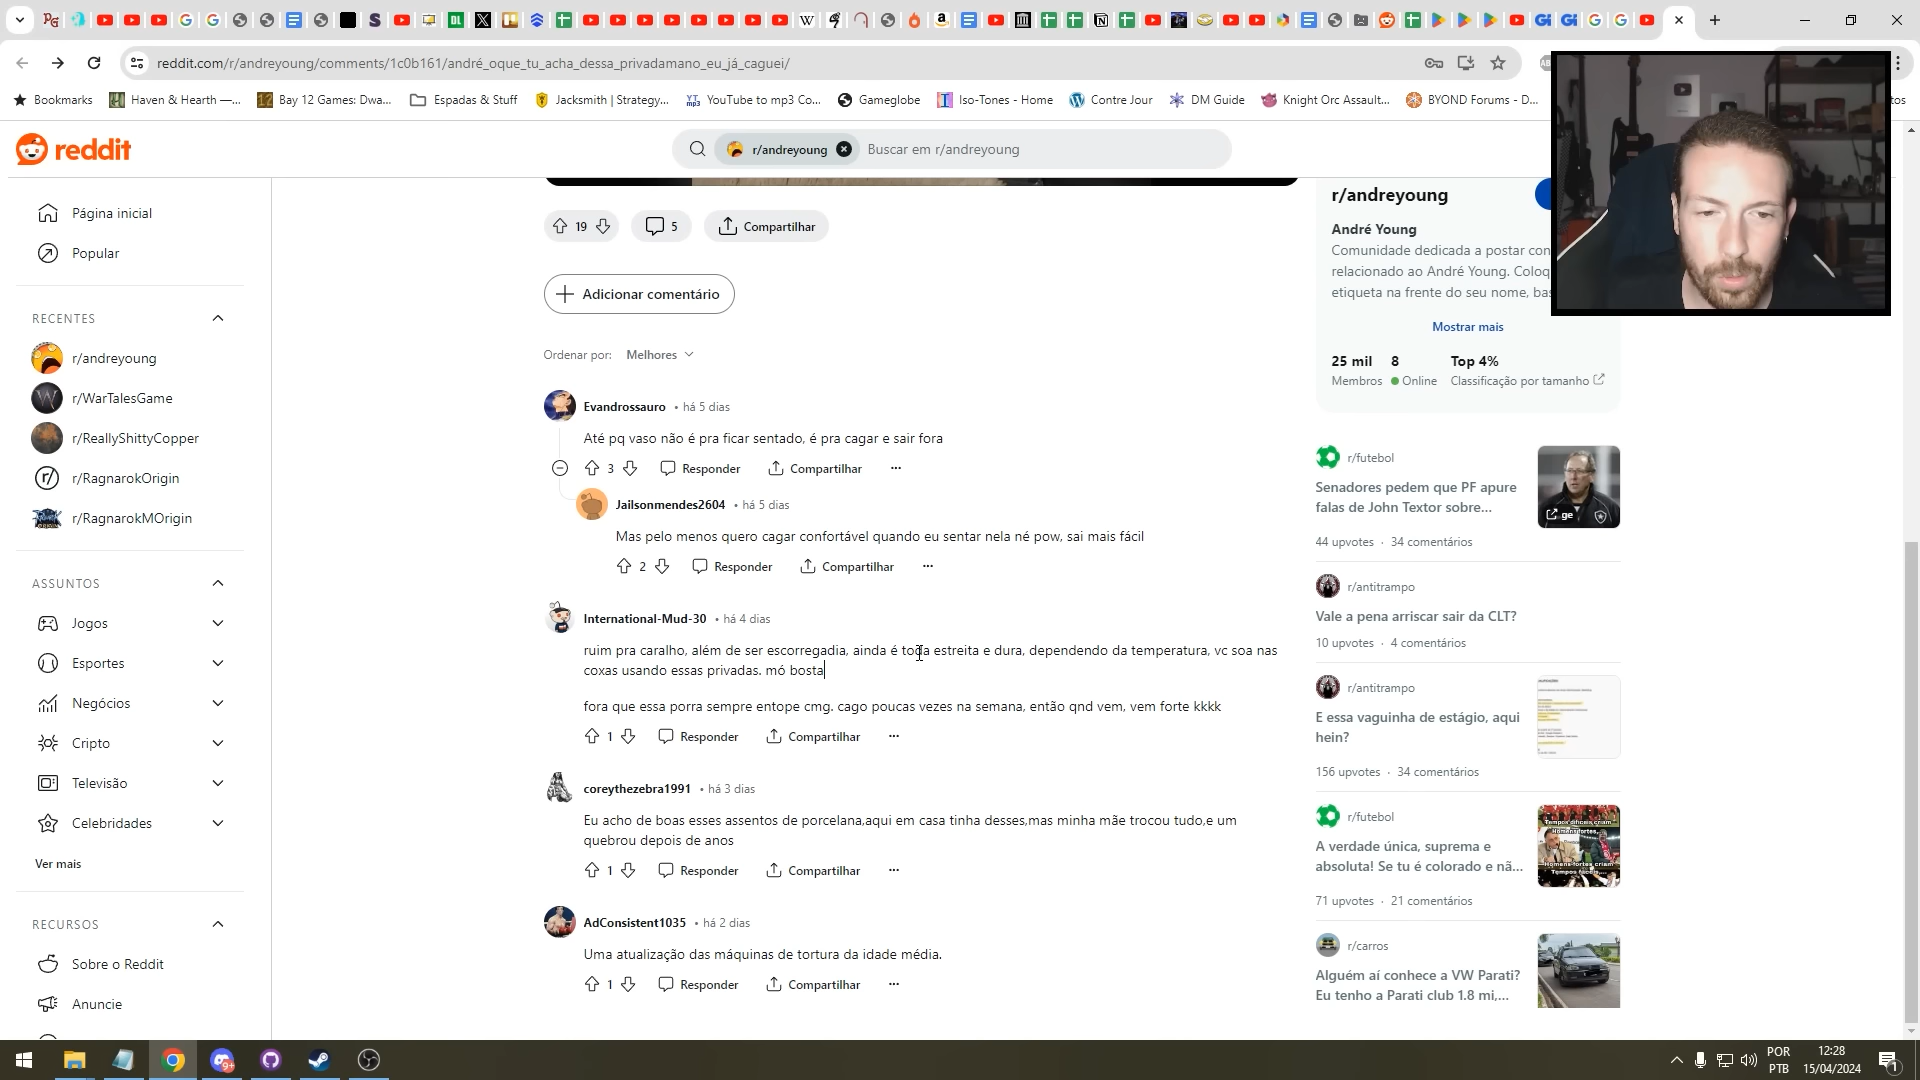 reddit.com/r/andreyoung/comments/1c0b161/andré_oque_tu_acha_dessa_privadamano_eu_já_caguei/
Bookmarks
Haven & Hearth —...
Bay 12 Games: Dwa...
Espadas & Stuff
Jacksmith | Strategy...
YouTube to mp3 Co...
Gameglobe
Iso-Tones - Home
Contre Jour
DM Guide
Knight Orc Assault...
BYOND Forums - D...
reddit
r/andreyoung
Buscar em r/andreyoung
Página inicial
Popular
RECENTES
r/andreyoung
r/WarTalesGame
r/ReallyShittyCopper
r/RagnarokOrigin
r/RagnarokMOrigin
ASSUNTOS
Jogos
Esportes
Negócios
Cripto
Televisão
Celebridades
Ver mais
RECURSOS
Sobre o Reddit
Anuncie
19
5
Compartilhar
Adicionar comentário
Ordenar por: Melhores
Evandrossauro • há 5 dias
Até pq vaso não é pra ficar sentado, é pra cagar e sair fora
3 Responder Compartilhar ...
Jailsonmendes2604 • há 5 dias
Mas pelo menos quero cagar confortável quando eu sentar nela né pow, sai mais fácil
2 Responder Compartilhar ...
International-Mud-30 • há 4 dias
ruim pra caralho, além de ser escorregadia, ainda é toda estreita e dura, dependendo da temperatura, vc soa nas
coxas usando essas privadas. mó bosta
fora que essa porra sempre entope cmg. cago poucas vezes na semana, então qnd vem, vem forte kkkk
1 Responder Compartilhar ...
coreythezebra1991 • há 3 dias
Eu acho de boas esses assentos de porcelana,aqui em casa tinha desses,mas minha mãe trocou tudo,e um
quebrou depois de anos
1 Responder Compartilhar ...
AdConsistent1035 • há 2 dias
Uma atualização das máquinas de tortura da idade média.
1 Responder Compartilhar ...
r/andreyoung
André Young
Comunidade dedicada a postar con
relacionado ao André Young. Coloq
etiqueta na frente do seu nome, bas
Mostrar mais
25 mil 8 Top 4%
Membros Online Classificação por tamanho
r/futebol
Senadores pedem que PF apure
falas de John Textor sobre...
ge
44 upvotes · 34 comentários
r/antitrampo
Vale a pena arriscar sair da CLT?
10 upvotes · 4 comentários
r/antitrampo
E essa vaguinha de estágio, aqui
hein?
156 upvotes · 34 comentários
r/futebol
A verdade única, suprema e
absoluta! Se tu é colorado e nã...
71 upvotes · 21 comentários
r/carros
Alguém aí conhece a VW Parati?
Eu tenho a Parati club 1.8 mi,...
POR
PTB
12:28
15/04/2024